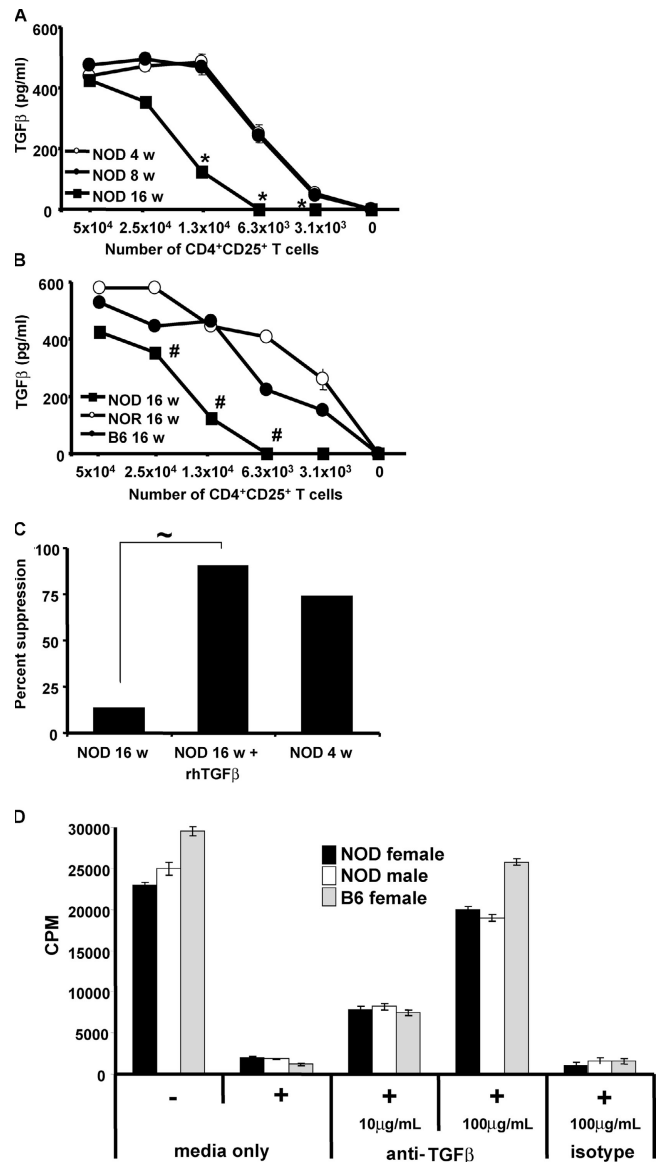 A
600
400
200
0
TGFβ (pg/ml)
NOD 4 w
NOD 8 w
NOD 16 w
*
*
*
5x10⁴ 2.5x10⁴ 1.3x10⁴ 6.3x10³ 3.1x10³ 0
Number of CD4⁺CD25⁺ T cells
B
600
400
200
0
TGFβ (pg/ml)
#
#
#
NOD 16 w
NOR 16 w
B6 16 w
5x10⁴ 2.5x10⁴ 1.3x10⁴ 6.3x10³ 3.1x10³ 0
Number of CD4⁺CD25⁺ T cells
C
~
100
75
50
25
0
Percent suppression
NOD 16 w NOD 16 w + NOD 4 w
rhTGFβ
D
30000
25000
20000
15000
10000
5000
0
CPM
NOD female
NOD male
B6 female
- + + + +
10µg/mL 100µg/mL 100µg/mL
media only anti-TGFβ isotype